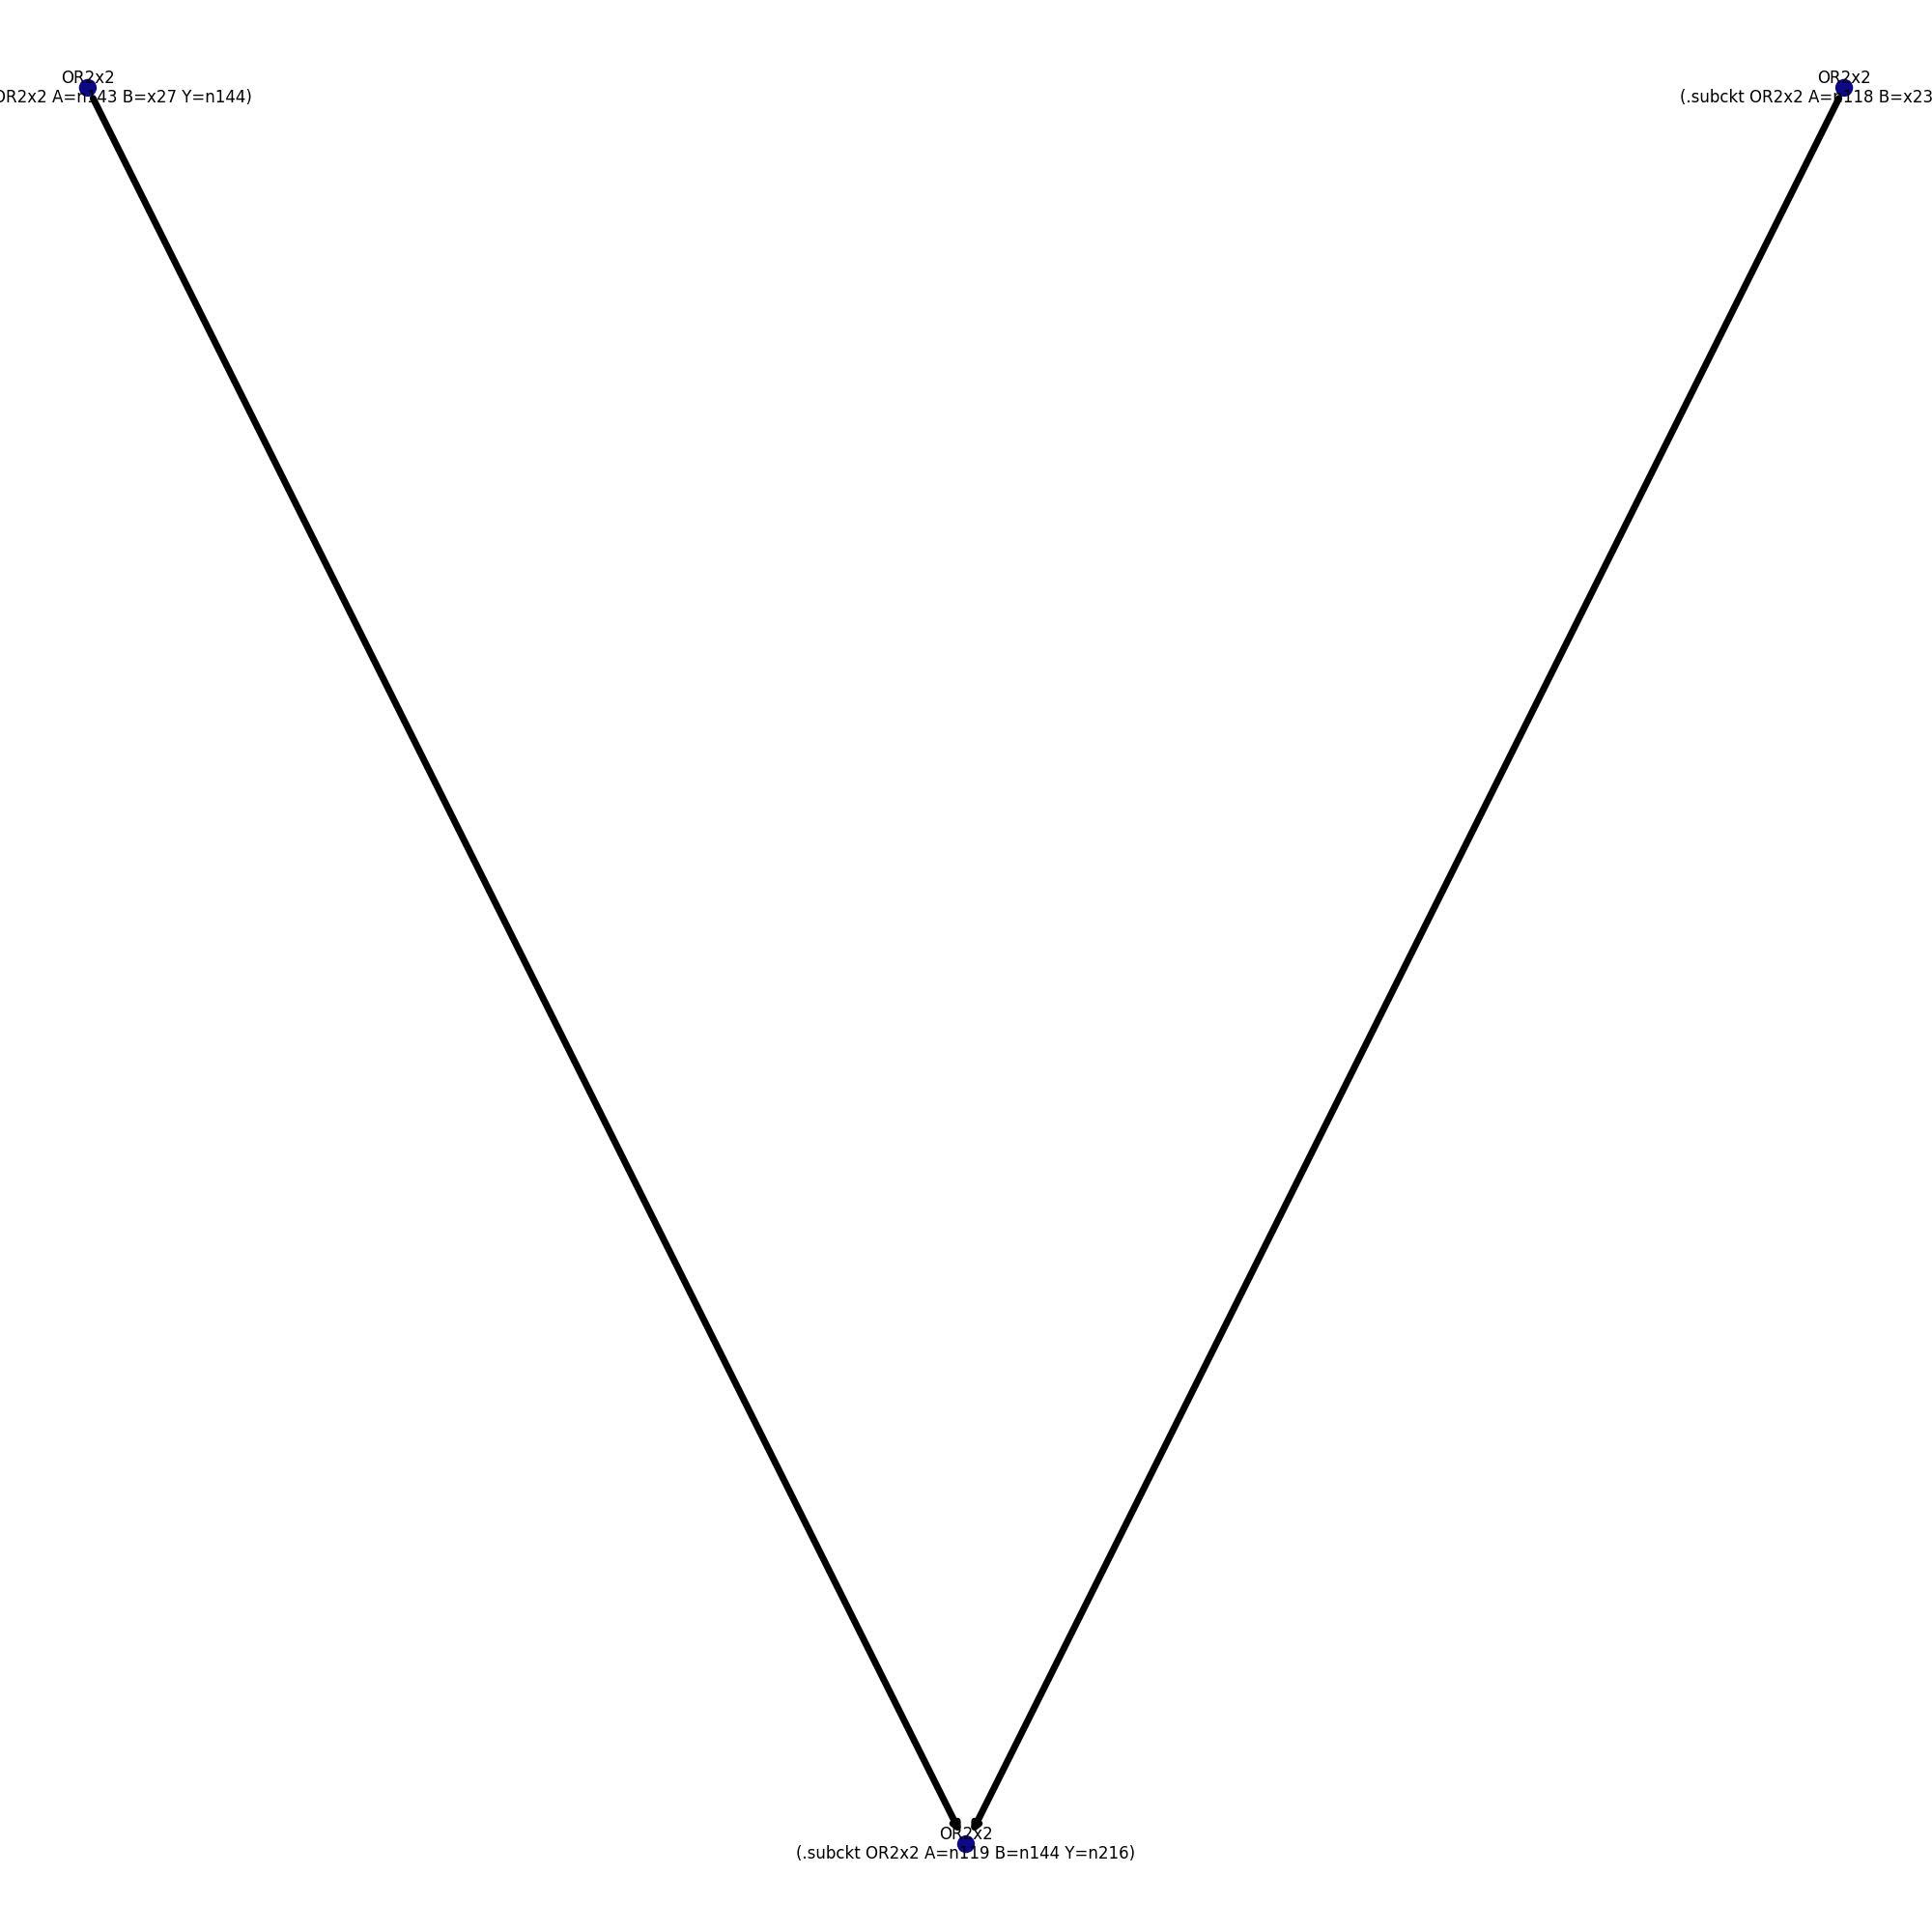 OR2x2
OR2x2 A=n143 B=x27 Y=n144)
OR2x2
(.subckt OR2x2 A=n118 B=x23
OR2x2
(.subckt OR2x2 A=n119 B=n144 Y=n216)